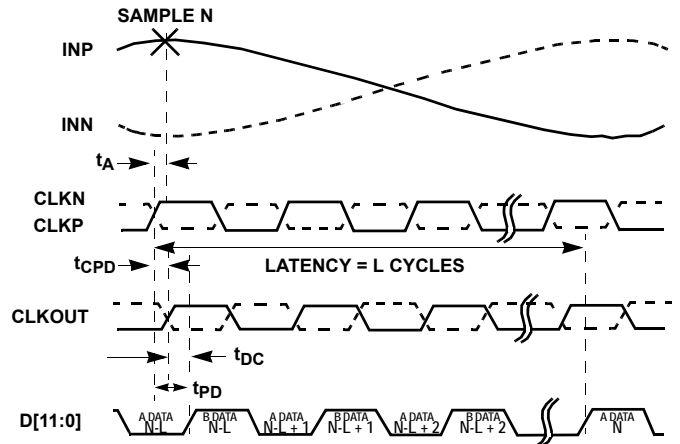 SAMPLE N
INP
INN
tA
CLKN
CLKP
LATENCY = L CYCLES
tCPD
CLKOUT
tDC
tPD
D[11:0]
A DATA N-L
B DATA N-L
A DATA N-L + 1
B DATA N-L + 1
A DATA N-L + 2
B DATA N-L + 2
A DATA N